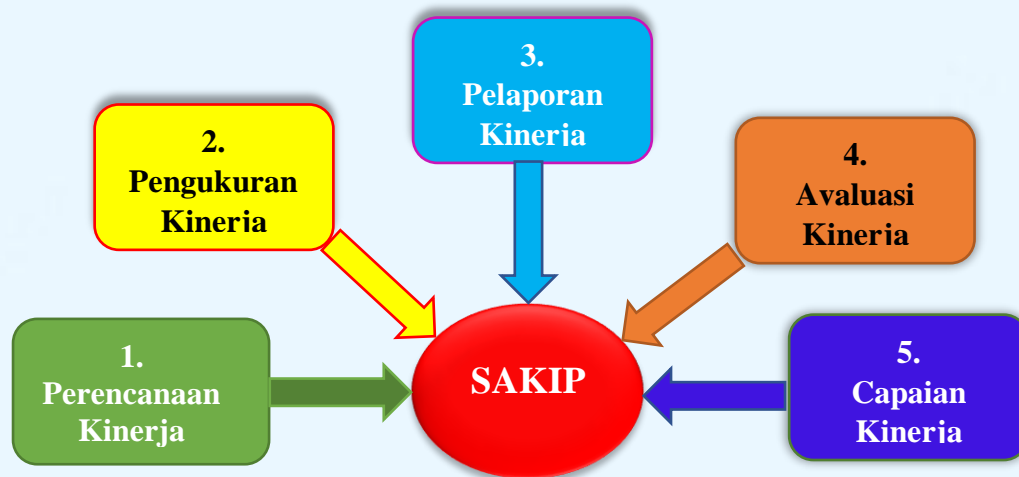 1.
Perencanaan
Kinerja
2.
Pengukuran
Kinerja
3.
Pelaporan
Kinerja
4.
Avaluasi
Kinerja
5.
Capaian
Kinerja
SAKIP